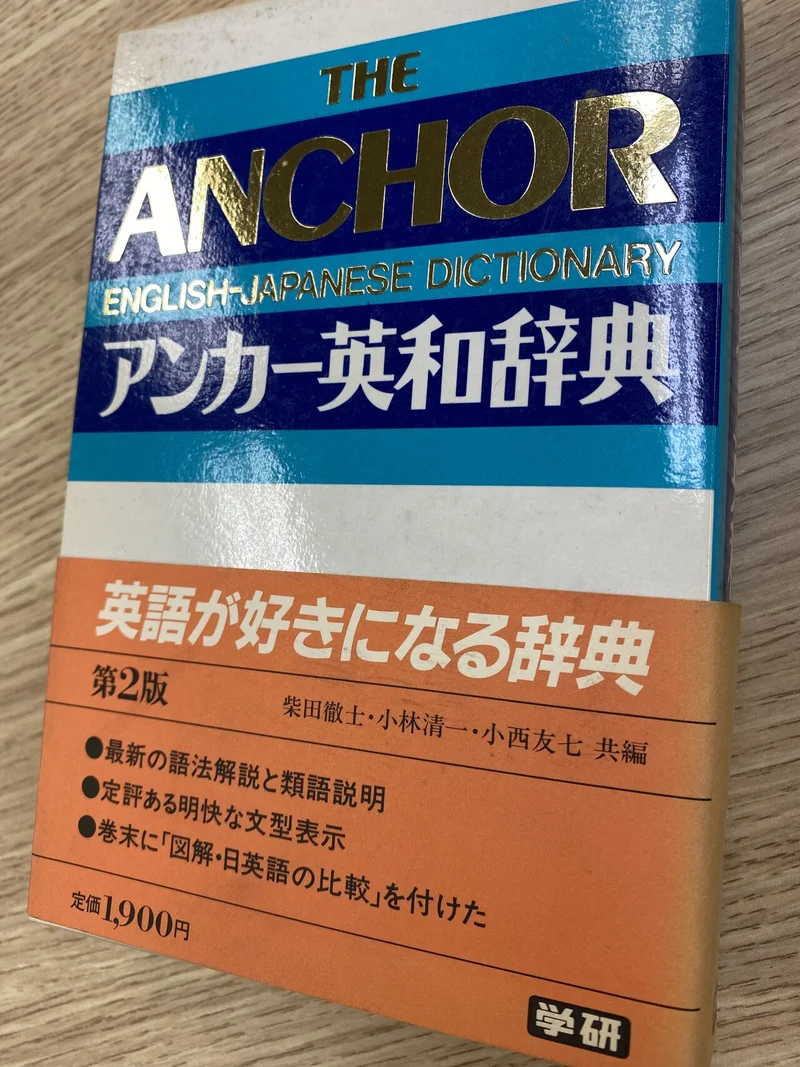 THE
ANCHOR
ENGLISH-JAPANESE DICTIONARY
アンカー英和辞典
英語が好きになる辞典
第2版
柴田徹士・小林清一・小西友七 共編
●最新の語法解説と類語説明
●定評ある明快な文型表示
●巻末に「図解・日英語の比較」を付けた
定価1,900円
学研